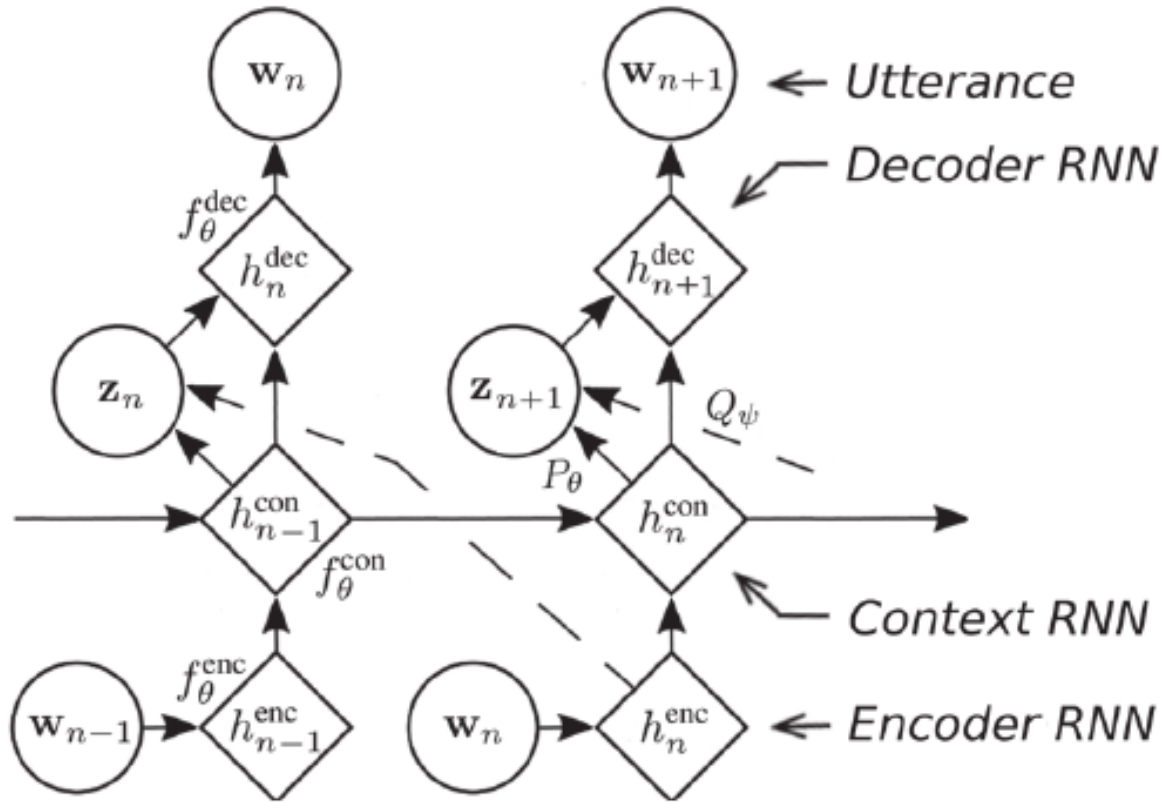 w_n
w_{n+1}
Utterance
Decoder RNN
f_θ^{dec}
h_n^{dec}
h_{n+1}^{dec}
z_n
z_{n+1}
Q_ψ
P_θ
h_{n-1}^{con}
h_n^{con}
f_θ^{con}
Context RNN
f_θ^{enc}
w_{n-1}
h_{n-1}^{enc}
w_n
h_n^{enc}
Encoder RNN